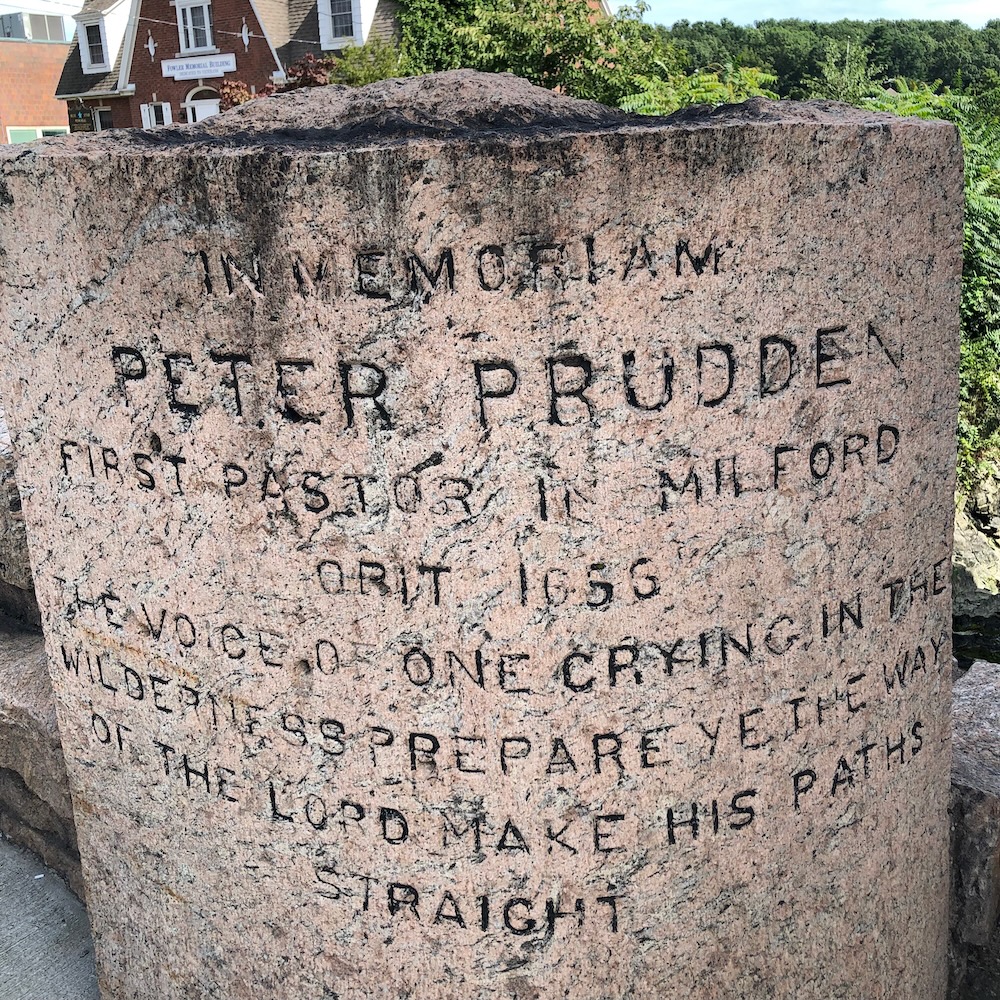 FOWLER MEMORIAL BUILDING
IN MEMORIAM
PETER PRUDDEN
FIRST PASTOR IN MILFORD
OBIT 1656
THE VOICE OF ONE CRYING IN THE
WILDERNESS PREPARE YE THE WAY
OF THE LORD MAKE HIS PATHS
STRAIGHT